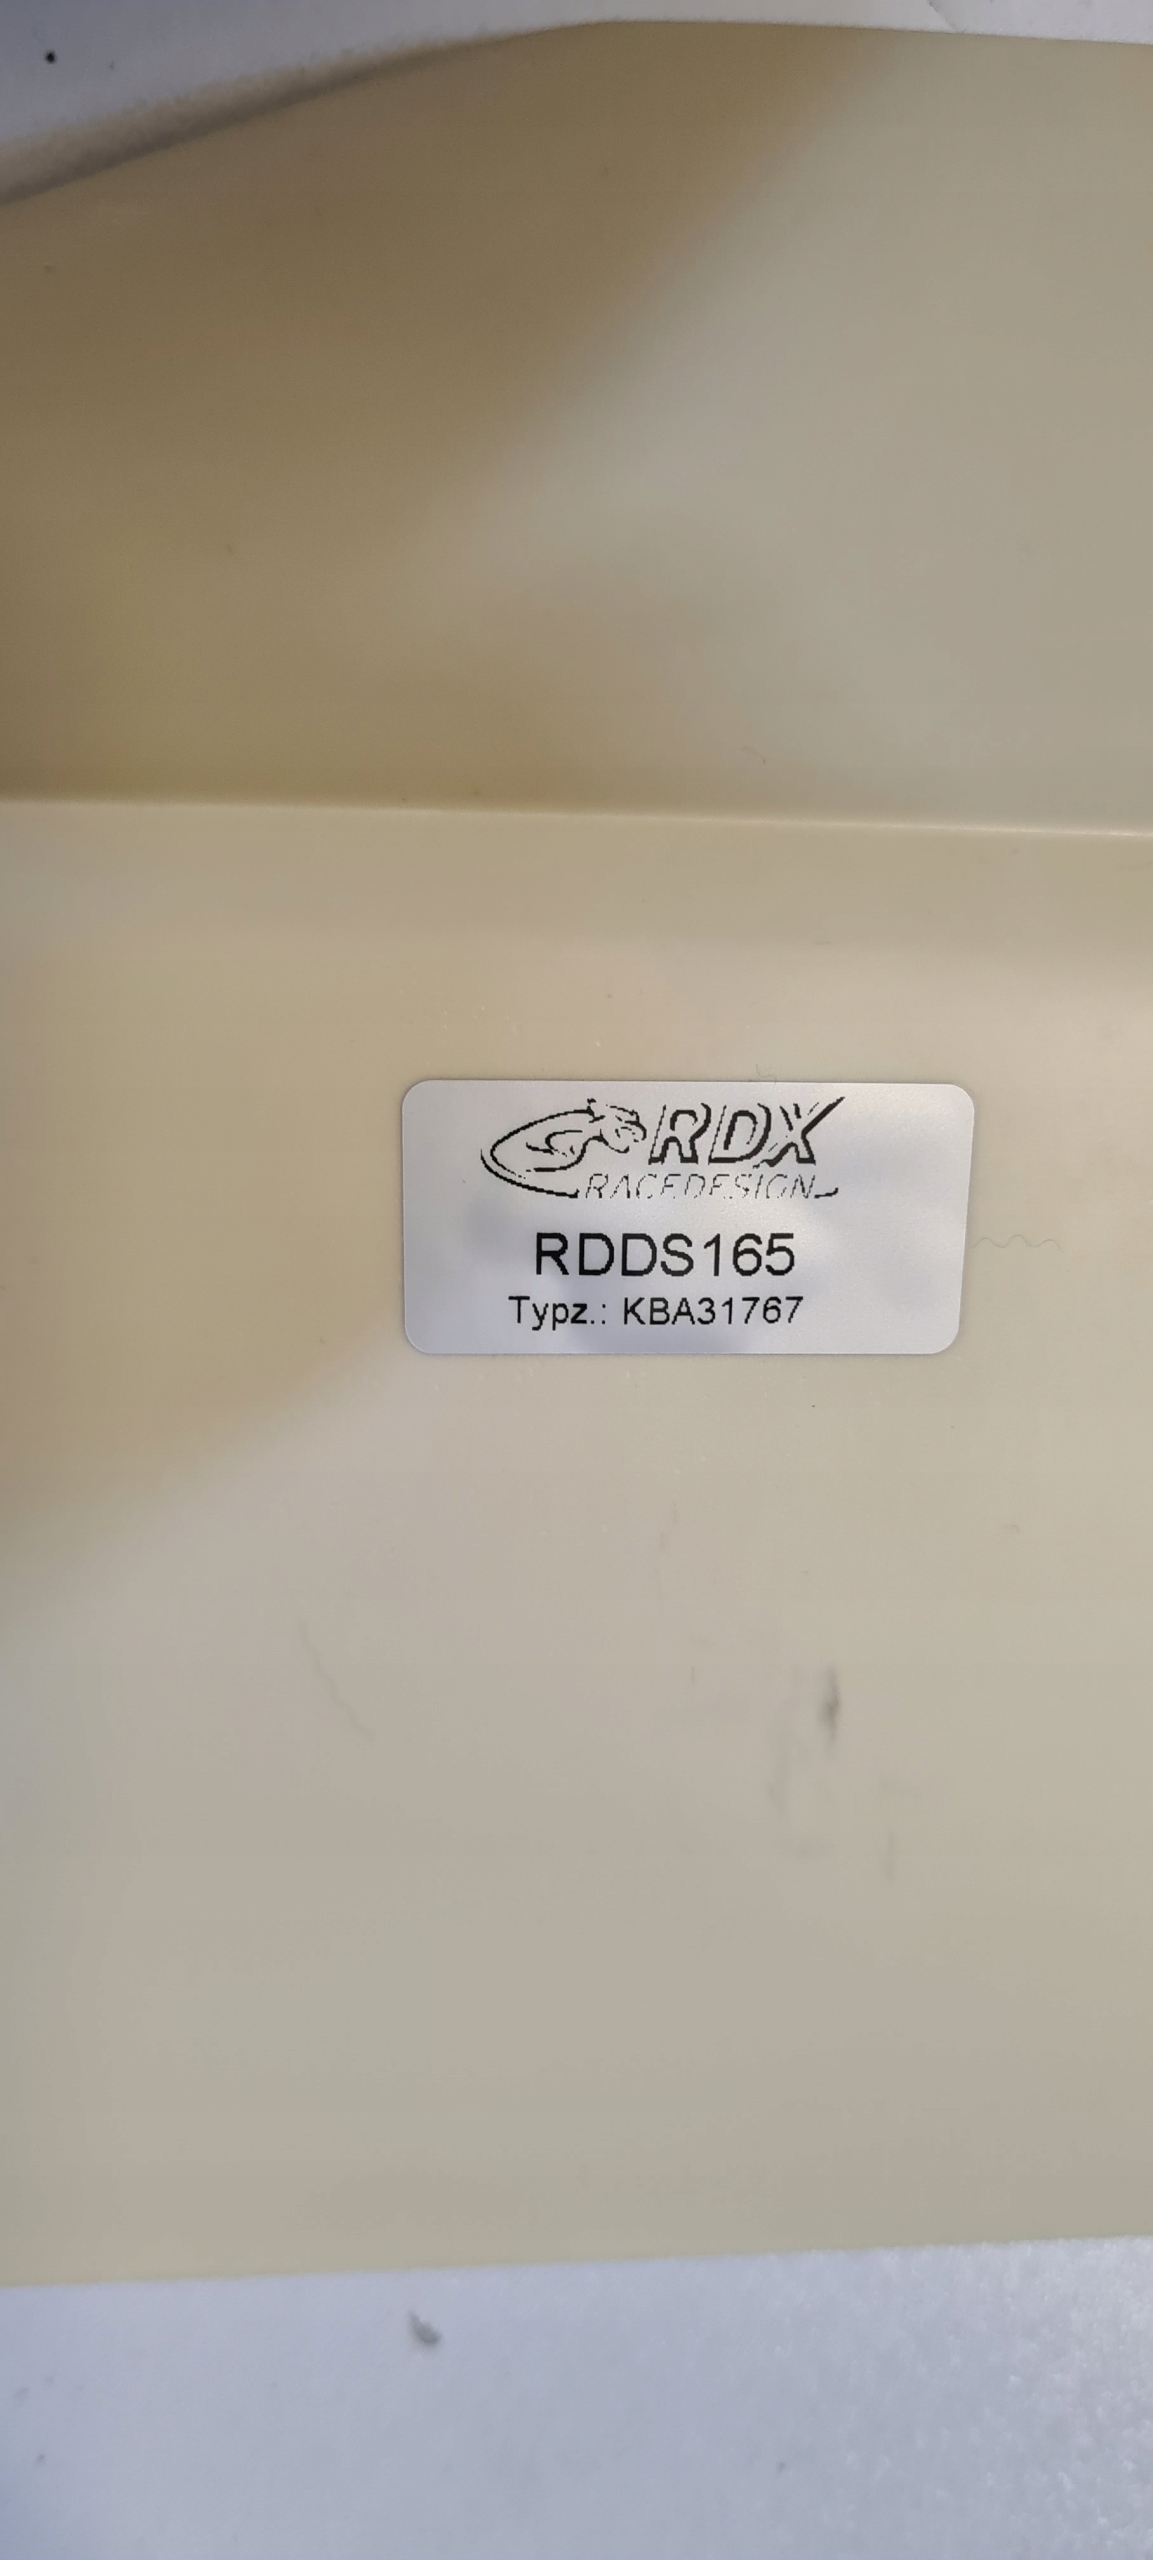 RDX
RACEDESIGN
RDDS165
Typz.: KBA31767